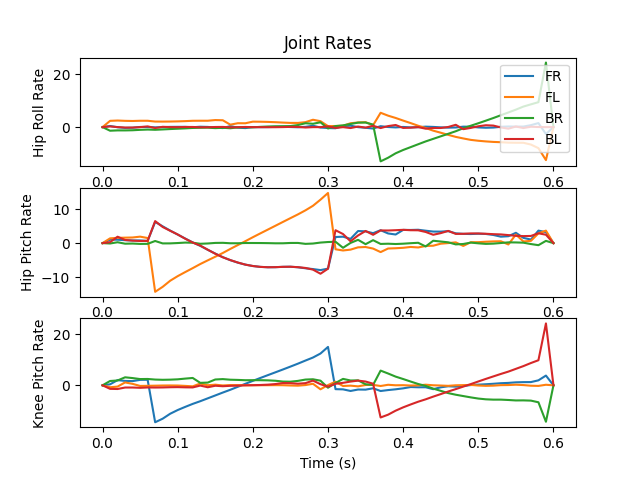 Joint Rates
Hip Roll Rate
20
0
FR
FL
BR
BL
0.0 0.1 0.2 0.3 0.4 0.5 0.6
Hip Pitch Rate
10
0
−10
0.0 0.1 0.2 0.3 0.4 0.5 0.6
Knee Pitch Rate
20
0
0.0 0.1 0.2 0.3 0.4 0.5 0.6
Time (s)